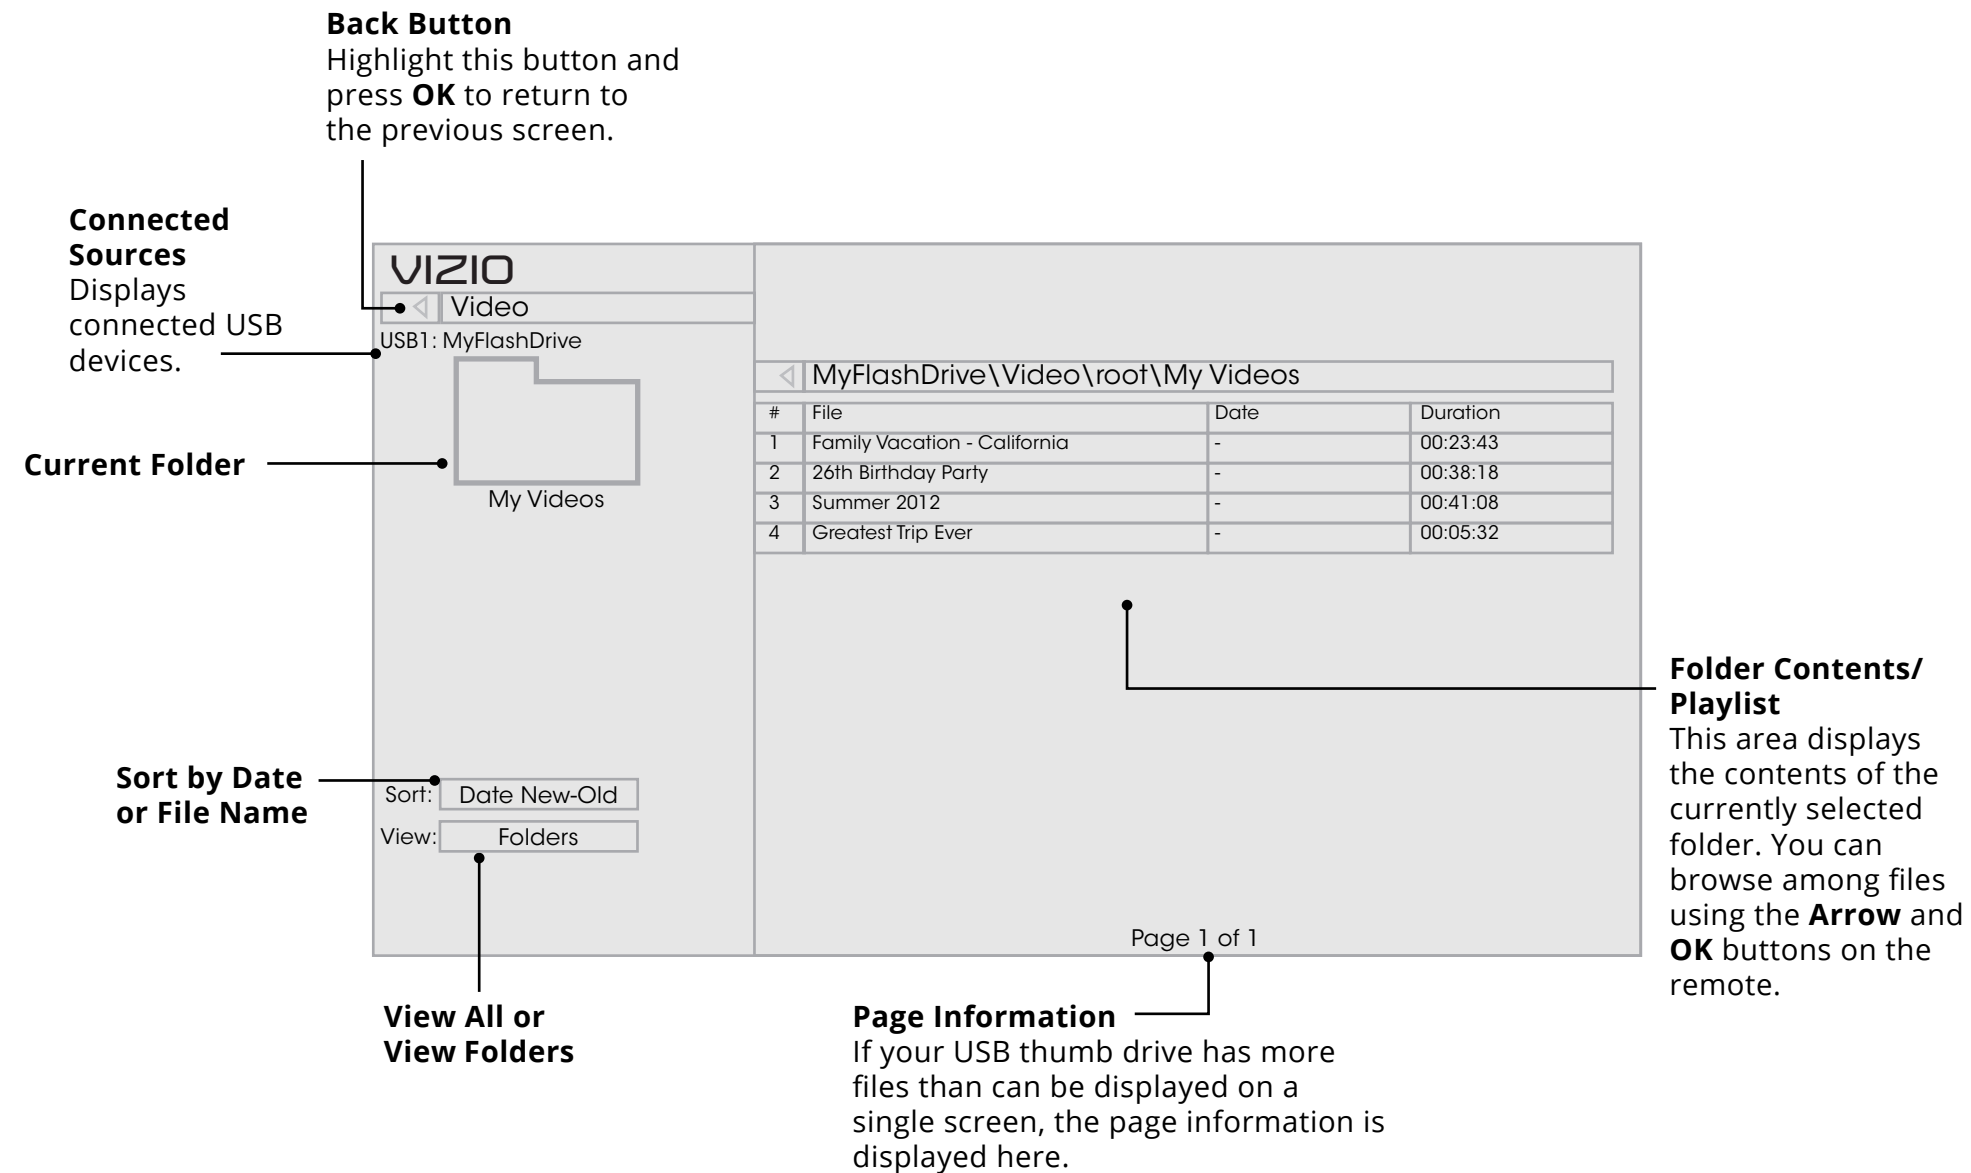 Back Button
Highlight this button and
press OK to return to
the previous screen.
Connected
Sources
Displays
connected USB
devices.
Current Folder
Sort by Date
or File Name
VIZIO
Video
USB1: MyFlashDrive
My Videos
Sort: Date New-Old
View: Folders
MyFlashDrive\Video\root\My Videos
# File Date Duration
1 Family Vacation - California - 00:23:43
2 26th Birthday Party - 00:38:18
3 Summer 2012 - 00:41:08
4 Greatest Trip Ever - 00:05:32
Page 1 of 1
Folder Contents/
Playlist
This area displays
the contents of the
currently selected
folder. You can
browse among files
using the Arrow and
OK buttons on the
remote.
View All or
View Folders
Page Information
If your USB thumb drive has more
files than can be displayed on a
single screen, the page information is
displayed here.